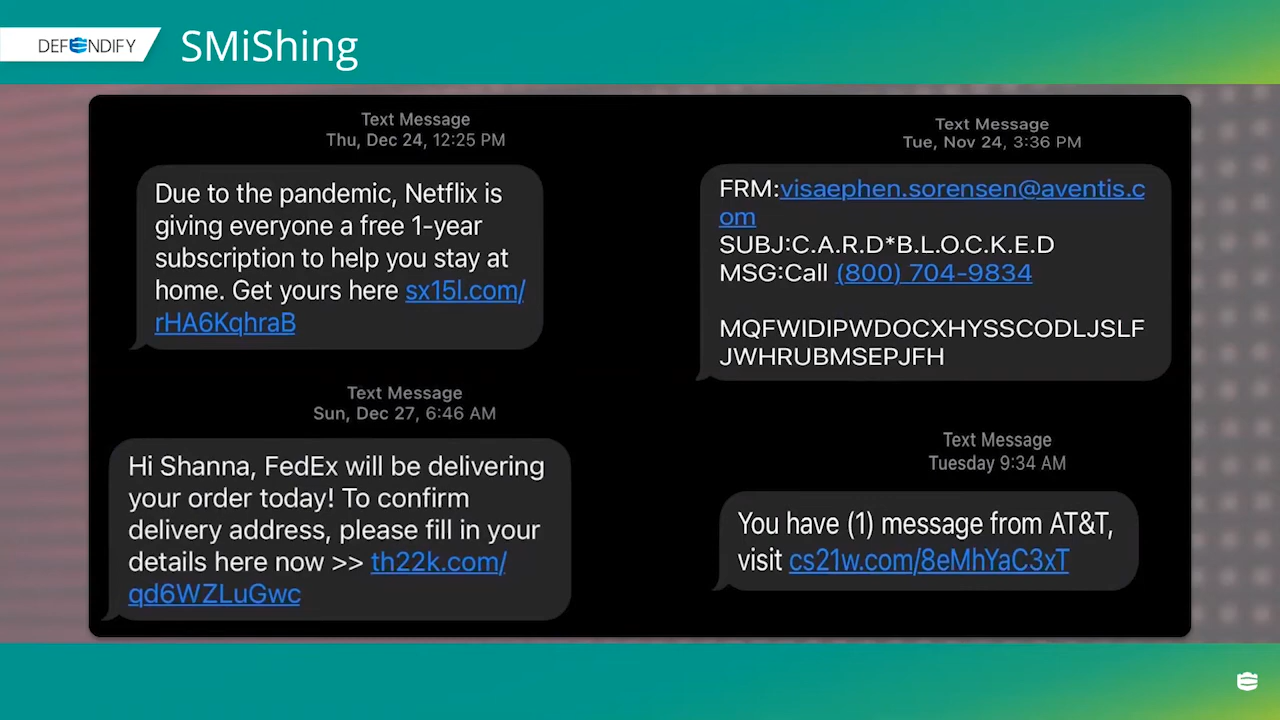 DEFENDIFY
SMiShing
Text Message
Thu, Dec 24, 12:25 PM
Due to the pandemic, Netflix is
giving everyone a free 1-year
subscription to help you stay at
home. Get yours here sx15l.com/
rHA6KqhraB
Text Message
Tue, Nov 24, 3:36 PM
FRM:visaephen.sorensen@aventis.c
om
SUBJ:C.A.R.D*B.L.O.C.K.E.D
MSG:Call (800) 704-9834
MQFWIDIPWDOCXHYSSCODLJSLF
JWHRUBMSEPJFH
Text Message
Sun, Dec 27, 6:46 AM
Hi Shanna, FedEx will be delivering
your order today! To confirm
delivery address, please fill in your
details here now >> th22k.com/
qd6WZLuGwc
Text Message
Tuesday 9:34 AM
You have (1) message from AT&T,
visit cs21w.com/8eMhYaC3xT